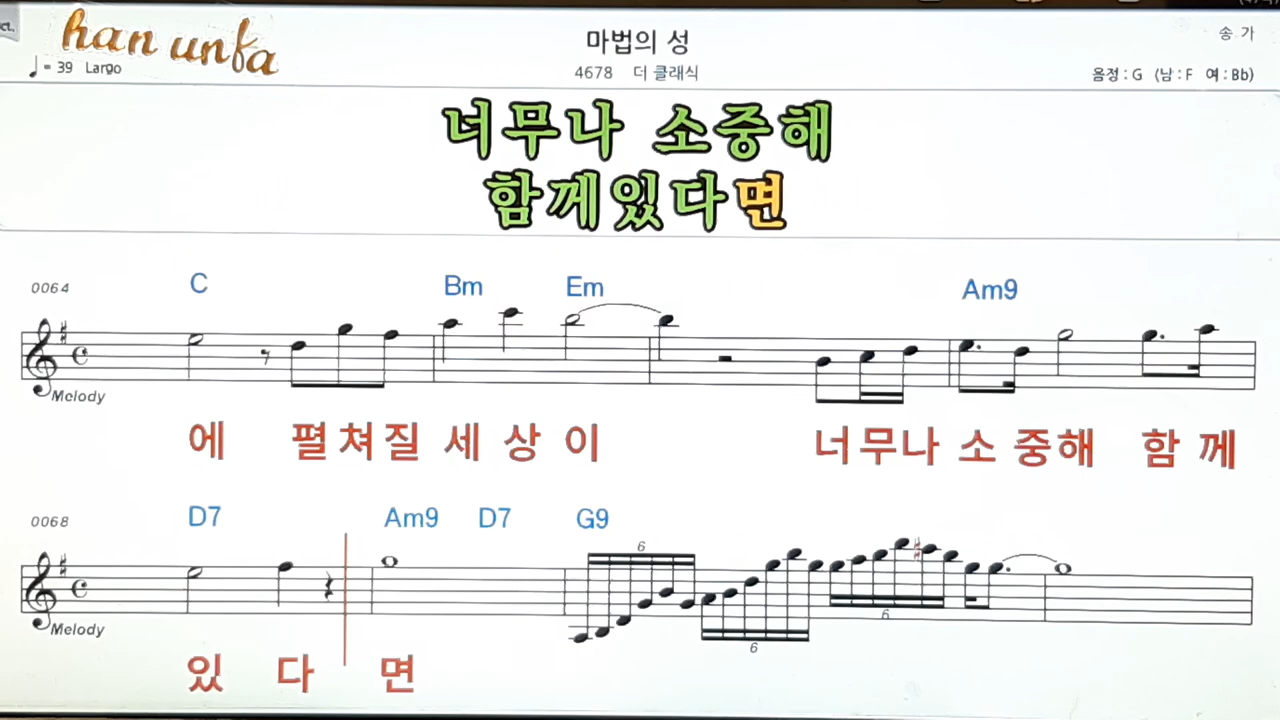 han unfa
송 가
마법의 성
♩= 39 Largo
4678 더 클래식
음정 : G (남 : F 여 : Bb)
너무나 소중해
함께있다면
0064
C Bm Em Am9
Melody
에 펼쳐질 세 상 이 너무나 소 중해 함 께
0068
D7 Am9 D7 G9
6
6
6
Melody
있 다 면